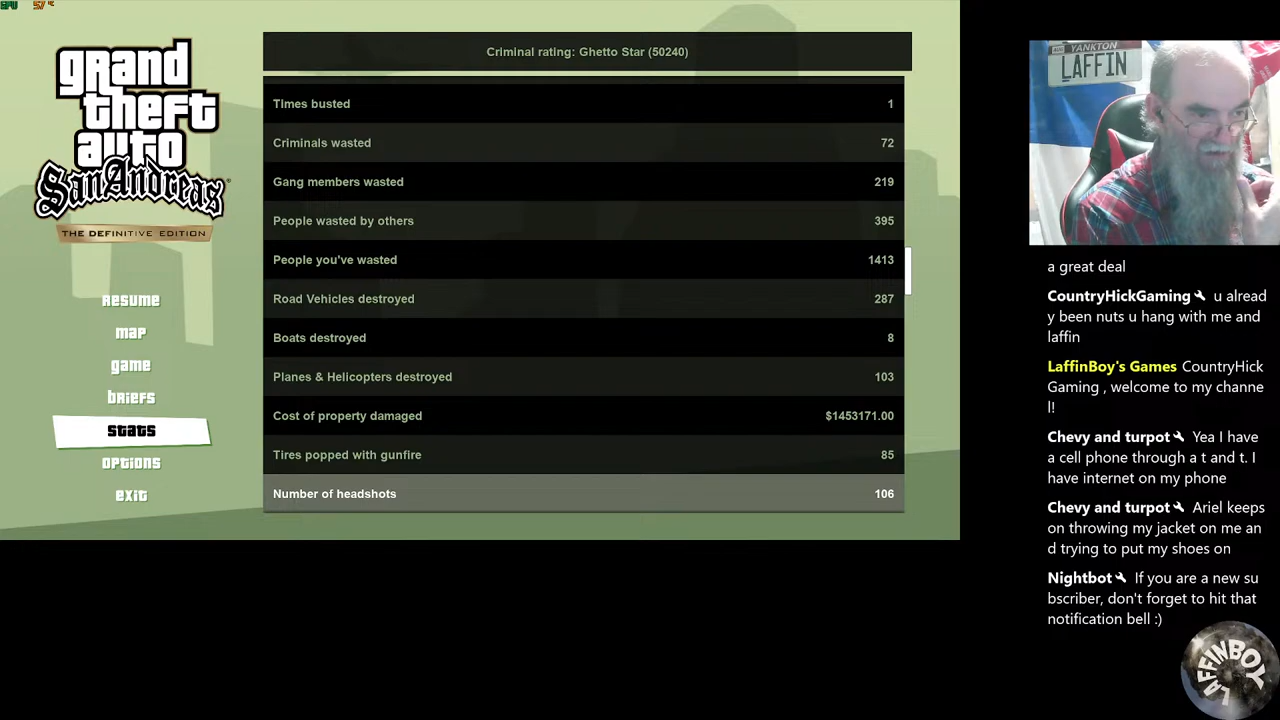 GPU 57 °C
grand
theft
auto
San Andreas
THE DEFINITIVE EDITION
Resume
map
game
Briefs
Stats
Options
Exit
Criminal rating: Ghetto Star (50240)
Times busted 1
Criminals wasted 72
Gang members wasted 219
People wasted by others 395
People you've wasted 1413
Road Vehicles destroyed 287
Boats destroyed 8
Planes & Helicopters destroyed 103
Cost of property damaged $1453171.00
Tires popped with gunfire 85
Number of headshots 106
YANKTON
LAFFIN
a great deal
CountryHickGaming u alread
y been nuts u hang with me and
laffin
LaffinBoy's Games CountryHick
Gaming , welcome to my channe
l!
Chevy and turpot Yea I have
a cell phone through a t and t. I
have internet on my phone
Chevy and turpot Ariel keeps
on throwing my jacket on me an
d trying to put my shoes on
Nightbot If you are a new su
bscriber, don't forget to hit that
notification bell :)
LAFFINBOY